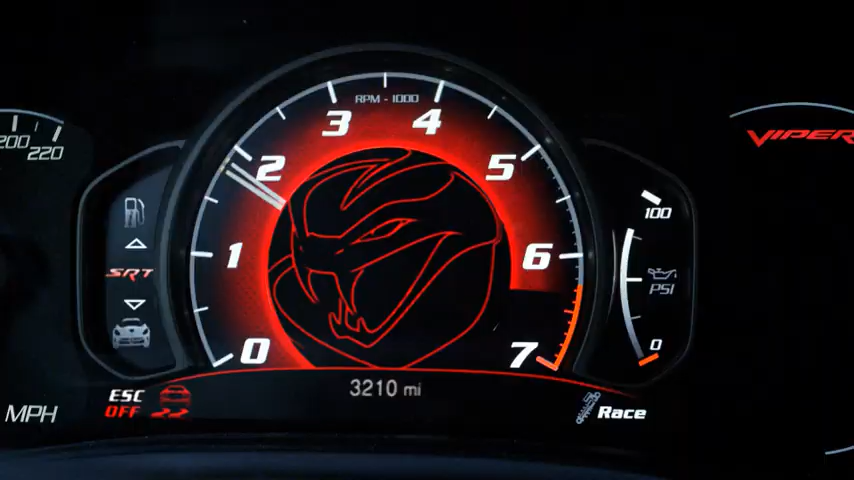 RPM - 1000
0
1
2
3
4
5
6
7
200
220
MPH
SRT
ESC
OFF
3210 mi
Race
100
PSI
0
VIPER